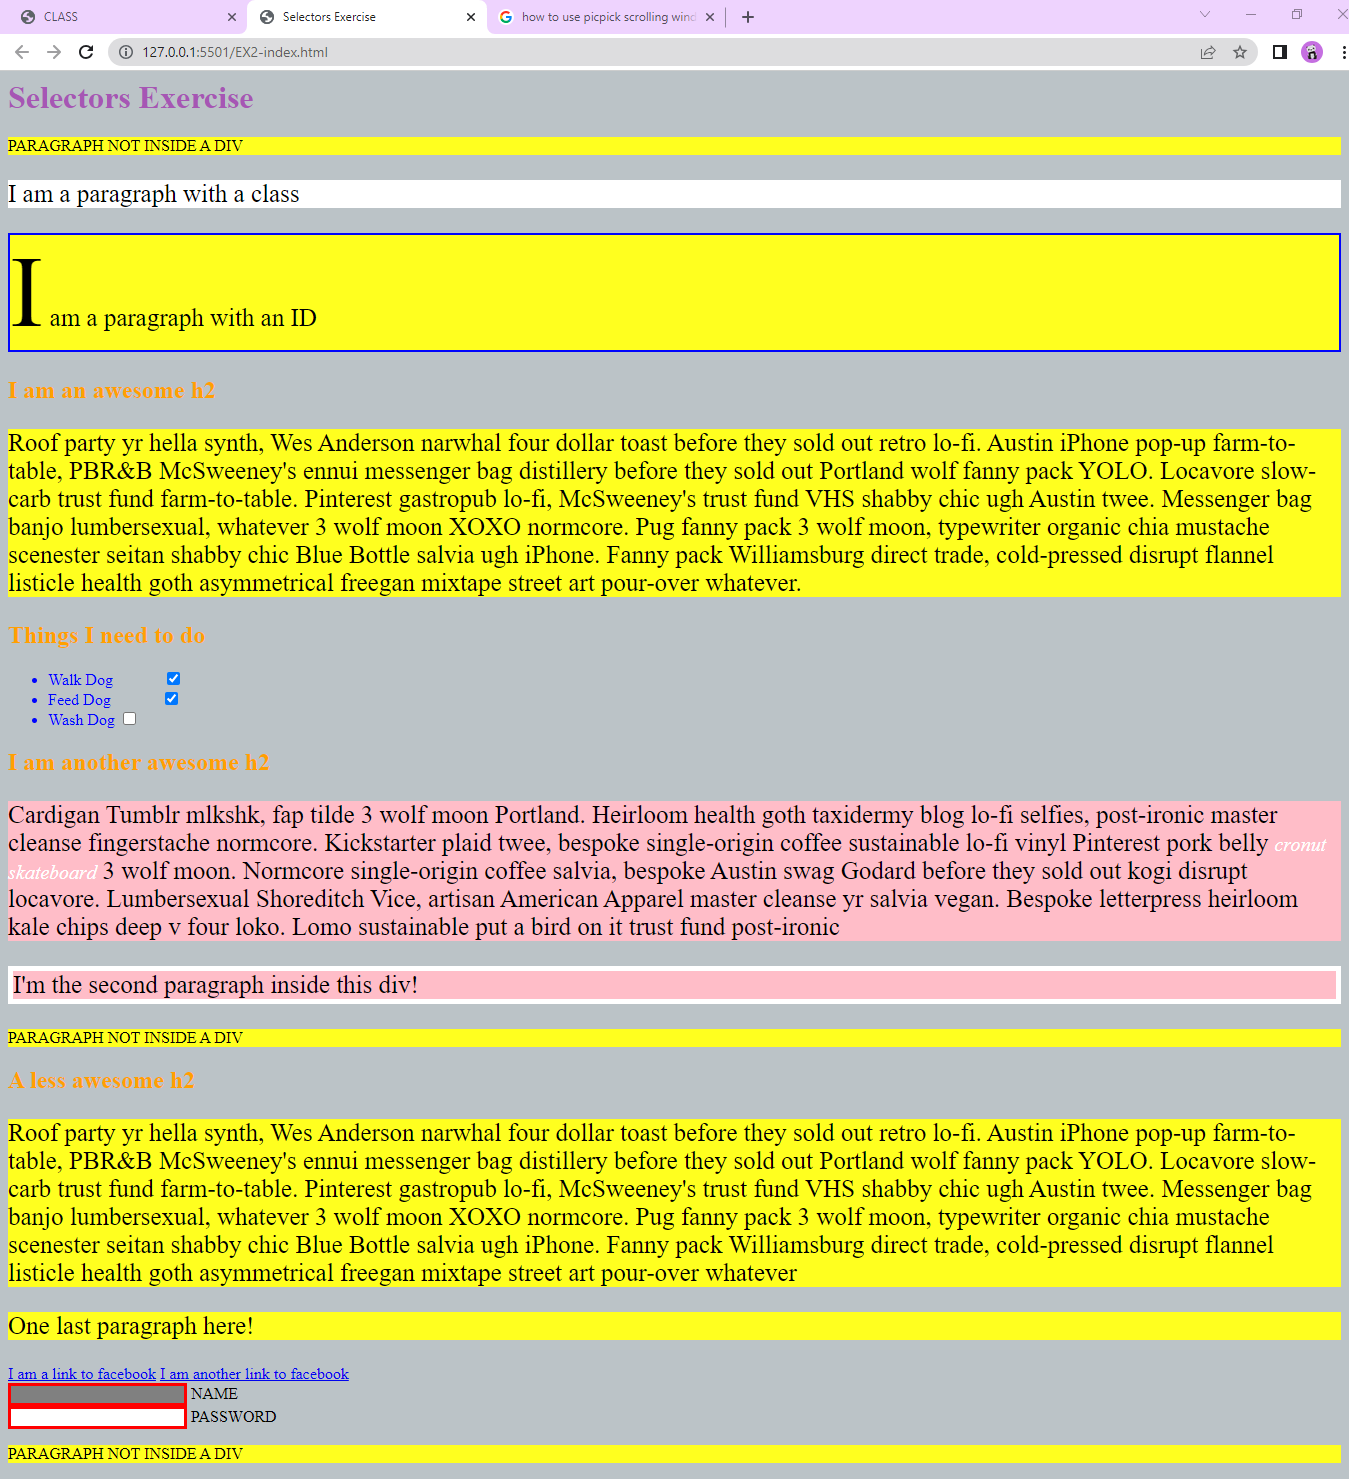 CLASS
Selectors Exercise
how to use picpick scrolling wind
127.0.0.1:5501/EX2-index.html
Selectors Exercise
PARAGRAPH NOT INSIDE A DIV
I am a paragraph with a class
I am a paragraph with an ID
I am an awesome h2
Roof party yr hella synth, Wes Anderson narwhal four dollar toast before they sold out retro lo-fi. Austin iPhone pop-up farm-to-
table, PBR&B McSweeney's ennui messenger bag distillery before they sold out Portland wolf fanny pack YOLO. Locavore slow-
carb trust fund farm-to-table. Pinterest gastropub lo-fi, McSweeney's trust fund VHS shabby chic ugh Austin twee. Messenger bag
banjo lumbersexual, whatever 3 wolf moon XOXO normcore. Pug fanny pack 3 wolf moon, typewriter organic chia mustache
scenester seitan shabby chic Blue Bottle salvia ugh iPhone. Fanny pack Williamsburg direct trade, cold-pressed disrupt flannel
listicle health goth asymmetrical freegan mixtape street art pour-over whatever.
Things I need to do
Walk Dog
Feed Dog
Wash Dog
I am another awesome h2
Cardigan Tumblr mlkshk, fap tilde 3 wolf moon Portland. Heirloom health goth taxidermy blog lo-fi selfies, post-ironic master
cleanse fingerstache normcore. Kickstarter plaid twee, bespoke single-origin coffee sustainable lo-fi vinyl Pinterest pork belly cronut
skateboard 3 wolf moon. Normcore single-origin coffee salvia, bespoke Austin swag Godard before they sold out kogi disrupt
locavore. Lumbersexual Shoreditch Vice, artisan American Apparel master cleanse yr salvia vegan. Bespoke letterpress heirloom
kale chips deep v four loko. Lomo sustainable put a bird on it trust fund post-ironic
I'm the second paragraph inside this div!
PARAGRAPH NOT INSIDE A DIV
A less awesome h2
Roof party yr hella synth, Wes Anderson narwhal four dollar toast before they sold out retro lo-fi. Austin iPhone pop-up farm-to-
table, PBR&B McSweeney's ennui messenger bag distillery before they sold out Portland wolf fanny pack YOLO. Locavore slow-
carb trust fund farm-to-table. Pinterest gastropub lo-fi, McSweeney's trust fund VHS shabby chic ugh Austin twee. Messenger bag
banjo lumbersexual, whatever 3 wolf moon XOXO normcore. Pug fanny pack 3 wolf moon, typewriter organic chia mustache
scenester seitan shabby chic Blue Bottle salvia ugh iPhone. Fanny pack Williamsburg direct trade, cold-pressed disrupt flannel
listicle health goth asymmetrical freegan mixtape street art pour-over whatever
One last paragraph here!
I am a link to facebook I am another link to facebook
NAME
PASSWORD
PARAGRAPH NOT INSIDE A DIV